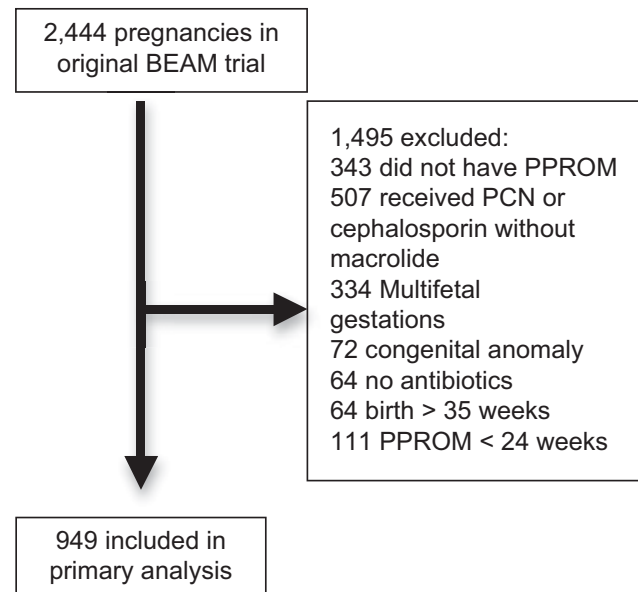 2,444 pregnancies in
original BEAM trial
1,495 excluded:
343 did not have PPROM
507 received PCN or
cephalosporin without
macrolide
334 Multifetal
gestations
72 congenital anomaly
64 no antibiotics
64 birth > 35 weeks
111 PPROM < 24 weeks
949 included in
primary analysis